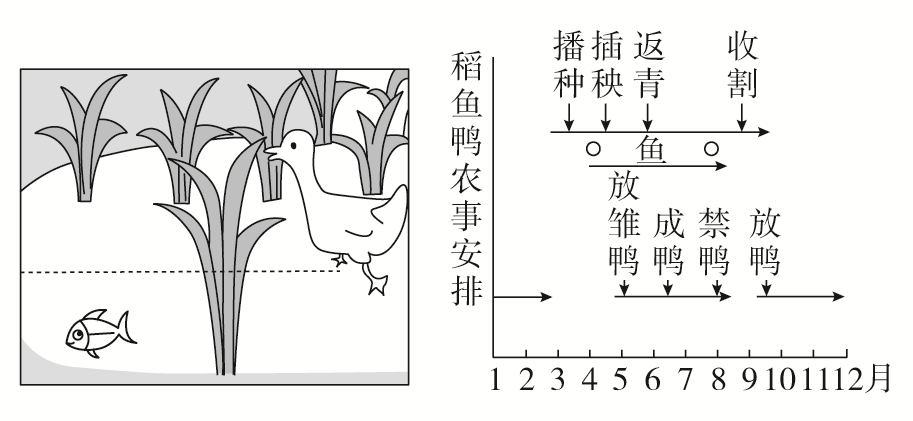 稻鱼鸭农事安排
播种 插秧 返青 收割
鱼
放雏鸭 成鸭 禁鸭 放鸭
1 2 3 4 5 6 7 8 9 10 11 12月